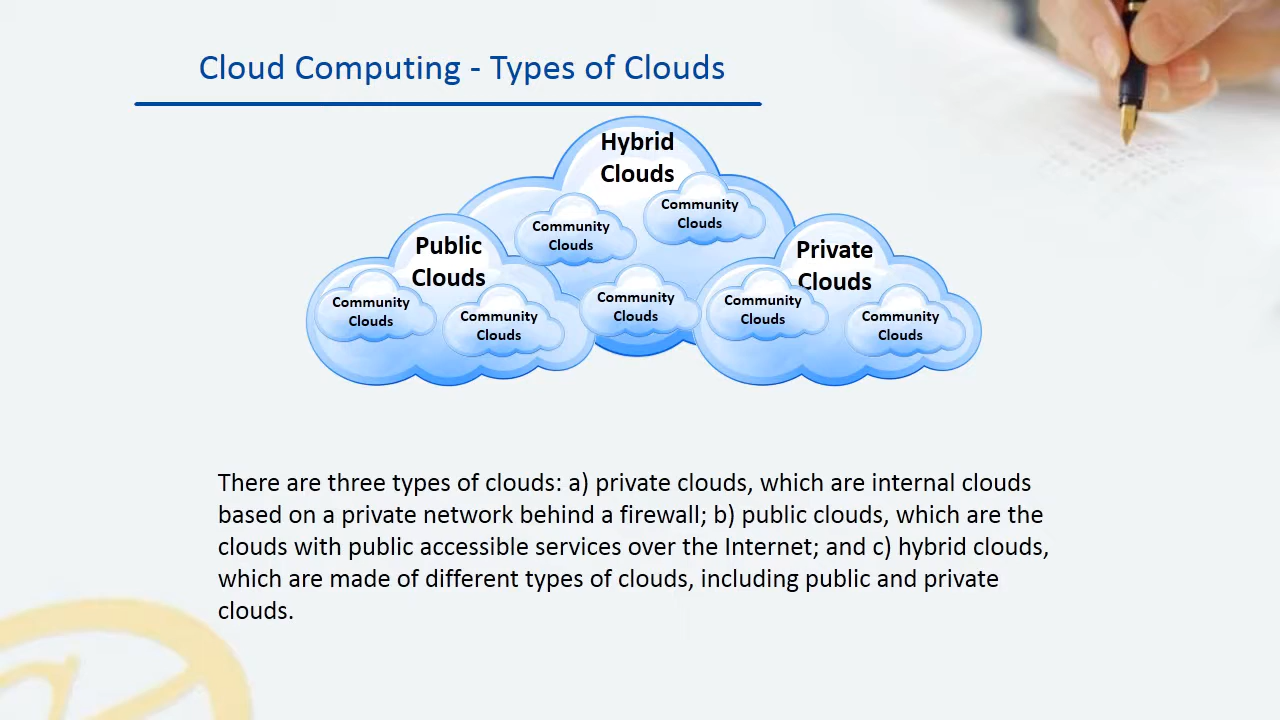 Cloud Computing - Types of Clouds
Hybrid
Clouds
Community
Clouds
Community
Clouds
Public
Clouds
Private
Clouds
Community
Clouds
Community
Clouds
Community
Clouds
Community
Clouds
Community
Clouds
There are three types of clouds: a) private clouds, which are internal clouds
based on a private network behind a firewall; b) public clouds, which are the
clouds with public accessible services over the Internet; and c) hybrid clouds,
which are made of different types of clouds, including public and private
clouds.